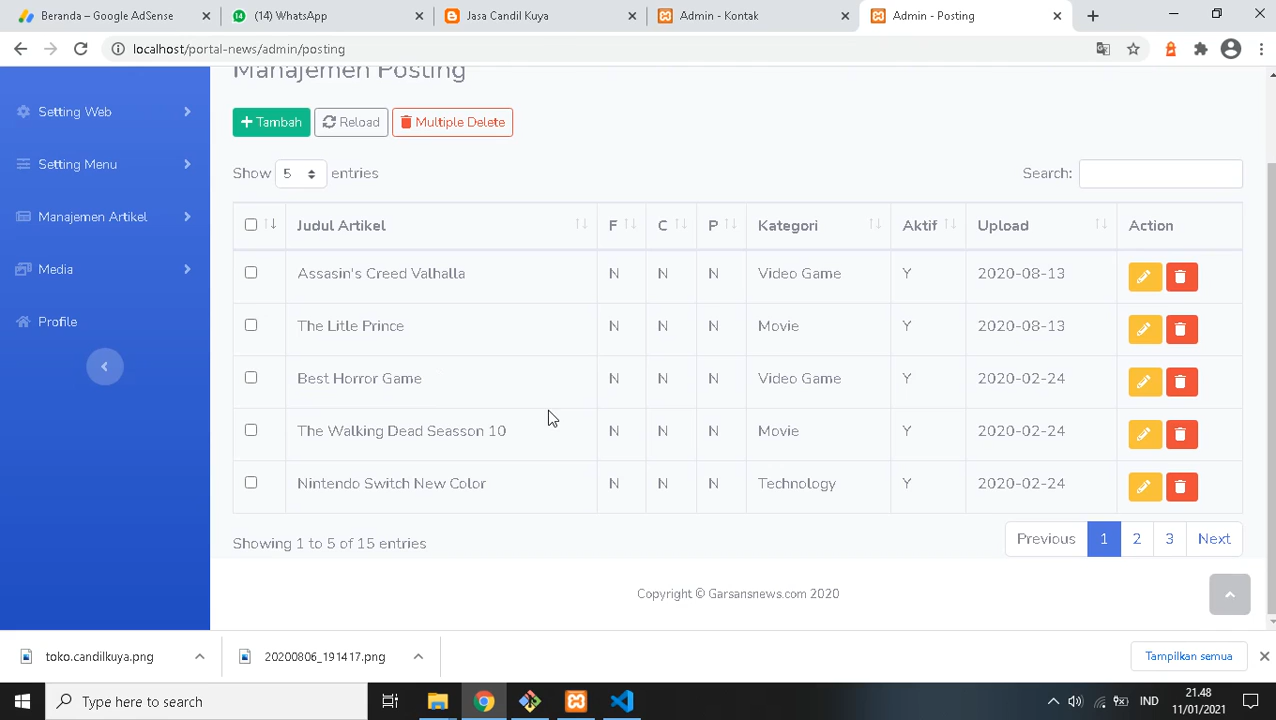 Beranda – Google AdSense
(14) WhatsApp
Jasa Candil Kuya
Admin - Kontak
Admin - Posting
localhost/portal-news/admin/posting
Manajemen Posting
Setting Web
Setting Menu
Manajemen Artikel
Media
Profile
Tambah
Reload
Multiple Delete
Show 5 entries
Search:
Judul Artikel F C P Kategori Aktif Upload Action
Assasin's Creed Valhalla N N N Video Game Y 2020-08-13
The Litle Prince N N N Movie Y 2020-08-13
Best Horror Game N N N Video Game Y 2020-02-24
The Walking Dead Seasson 10 N N N Movie Y 2020-02-24
Nintendo Switch New Color N N N Technology Y 2020-02-24
Showing 1 to 5 of 15 entries
Previous 1 2 3 Next
Copyright © Garsansnews.com 2020
toko.candilkuya.png
20200806_191417.png
Tampilkan semua
Type here to search
IND
21.48
11/01/2021